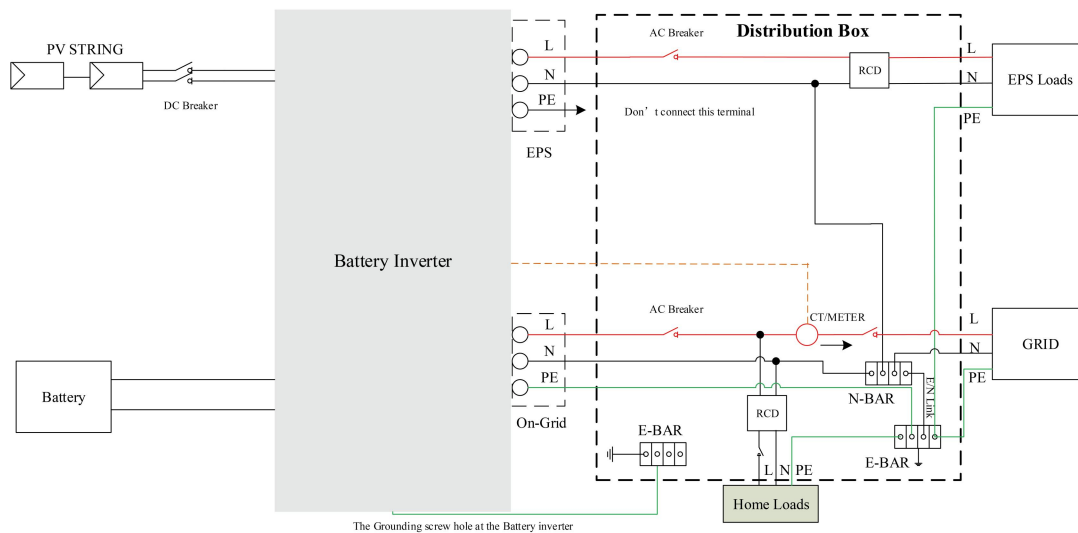 PV STRING
DC Breaker
Battery Inverter
Battery
L
N
PE
EPS
AC Breaker
Distribution Box
Don’t connect this terminal
RCD
L
N
PE
EPS Loads
L
N
PE
On-Grid
AC Breaker
CT/METER
L
N
PE
GRID
N-BAR
E/N Link
RCD
E-BAR
E-BAR
L N PE
Home Loads
The Grounding screw hole at the Battery inverter